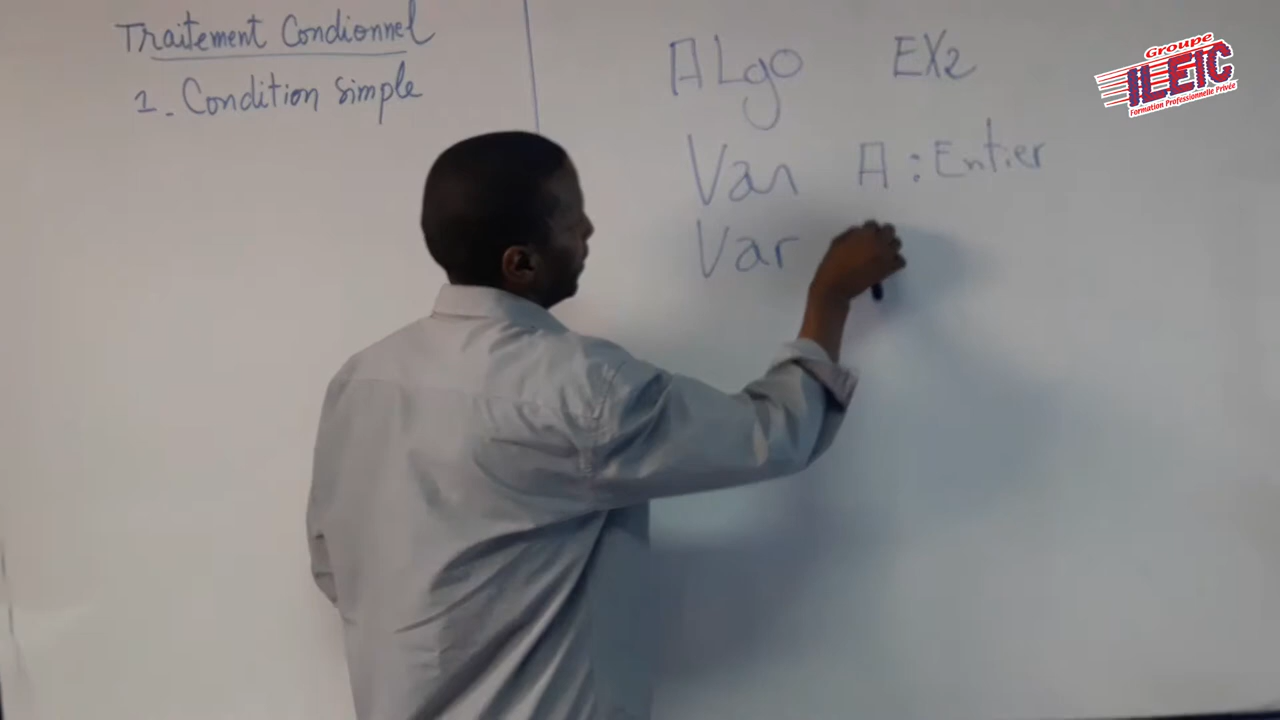 Traitement Condionnel
1. Condition simple
ALgo EX2
Var A : Entier
Var
Groupe
ILEIC
Formation Professionnelle Privée